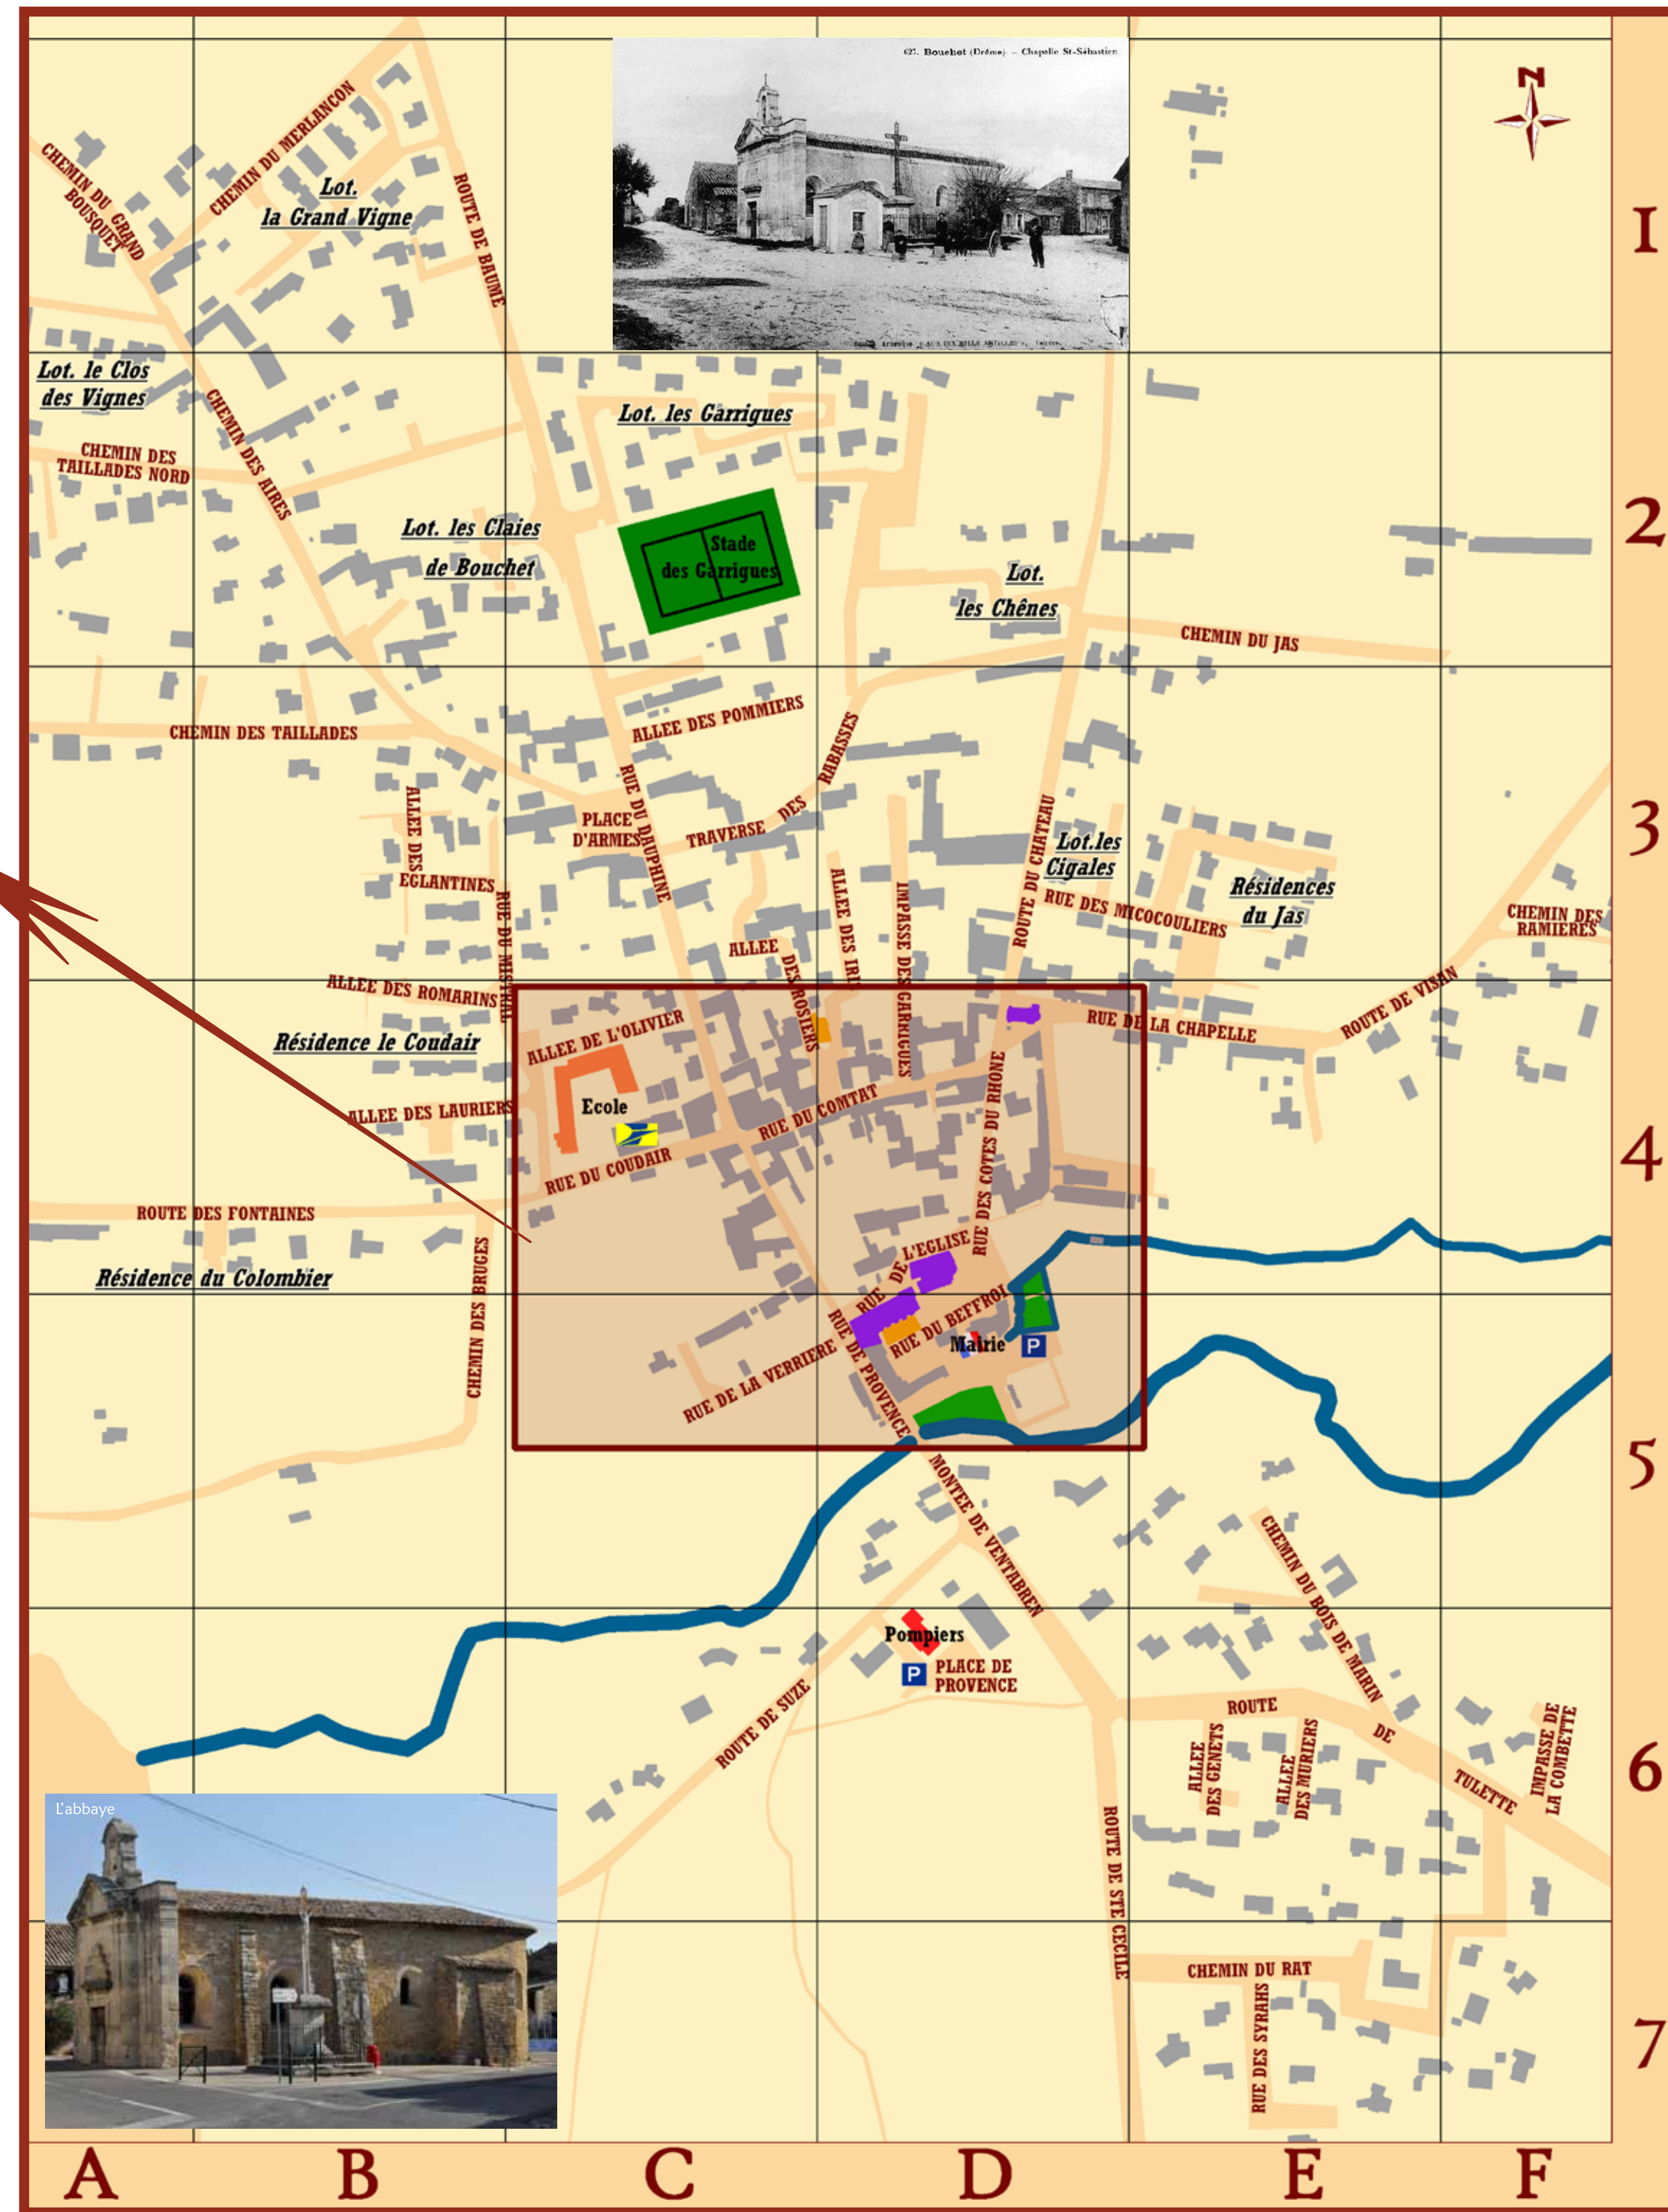 627. Bouchet (Drôme) – Chapelle St-Sébastien
N
CHEMIN DU GRAND
BOUSQUET
CHEMIN DU MERLANCON
Lot.
la Grand Vigne
ROUTE DE BAUME
I
Lot. le Clos
des Vignes
CHEMIN DES AIRES
Lot. les Garrigues
CHEMIN DES
TAILLADES NORD
Lot. les Claies
de Bouchet
Stade
des Garrigues
Lot.
les Chênes
CHEMIN DU JAS
2
CHEMIN DES TAILLADES
ALLEE DES POMMIERS
TRAVERSE DES RABASSES
RUE DU DAUPHINE
PLACE
D'ARMES
ALLEE DES
EGLANTINES
RUE DU MISTRAL
ALLEE DES IRIS
IMPASSE DES GARRIGUES
ROUTE DU CHATEAU
Lot.les
Cigales
RUE DES MICOCOULIERS
Résidences
du Jas
CHEMIN DES
RAMIERES
3
ALLEE DES ROSIERS
ALLEE DES ROMARINS
Résidence le Coudair
ALLEE DE L'OLIVIER
Ecole
RUE DU COMTAT
RUE DE LA CHAPELLE
ROUTE DE VISAN
ALLEE DES LAURIERS
RUE DU COUDAIR
RUE DES COTES DU RHONE
4
ROUTE DES FONTAINES
Résidence du Colombier
CHEMIN DES BRUGES
RUE DE L'EGLISE
RUE DU BEFFROI
Mairie
P
RUE DE LA VERRIERE
RUE DE PROVENCE
5
MONTEE DE VENTABREN
CHEMIN DU BOIS DE MARIN
Pompiers
P
PLACE DE
PROVENCE
ROUTE DE SUZE
ROUTE DE TULETTE
ALLEE
DES GENETS
ALLEE
DES MURIERS
IMPASSE DE
LA COMBETTE
6
ROUTE DE STE CECILE
L'abbaye
CHEMIN DU RAT
RUE DES SYRAHS
7
A B C D E F